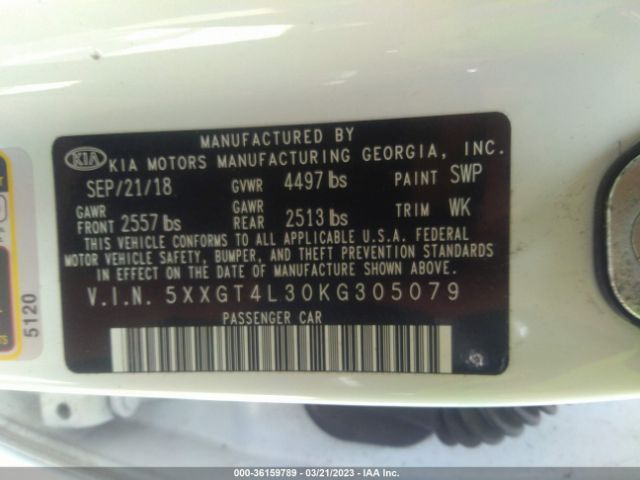 MANUFACTURED BY
KIA KIA MOTORS MANUFACTURING GEORGIA, INC.
SEP/21/18 GVWR 4497 lbs PAINT SWP
GAWR FRONT 2557 lbs GAWR REAR 2513 lbs TRIM WK
THIS VEHICLE CONFORMS TO ALL APPLICABLE U.S.A. FEDERAL
MOTOR VEHICLE SAFETY, BUMPER, AND THEFT PREVENTION STANDARDS
IN EFFECT ON THE DATE OF MANUFACTURE SHOWN ABOVE.
V.I.N. 5XXGT4L30KG305079
PASSENGER CAR
5120
000-36159789 | 03/21/2023 | IAA Inc.